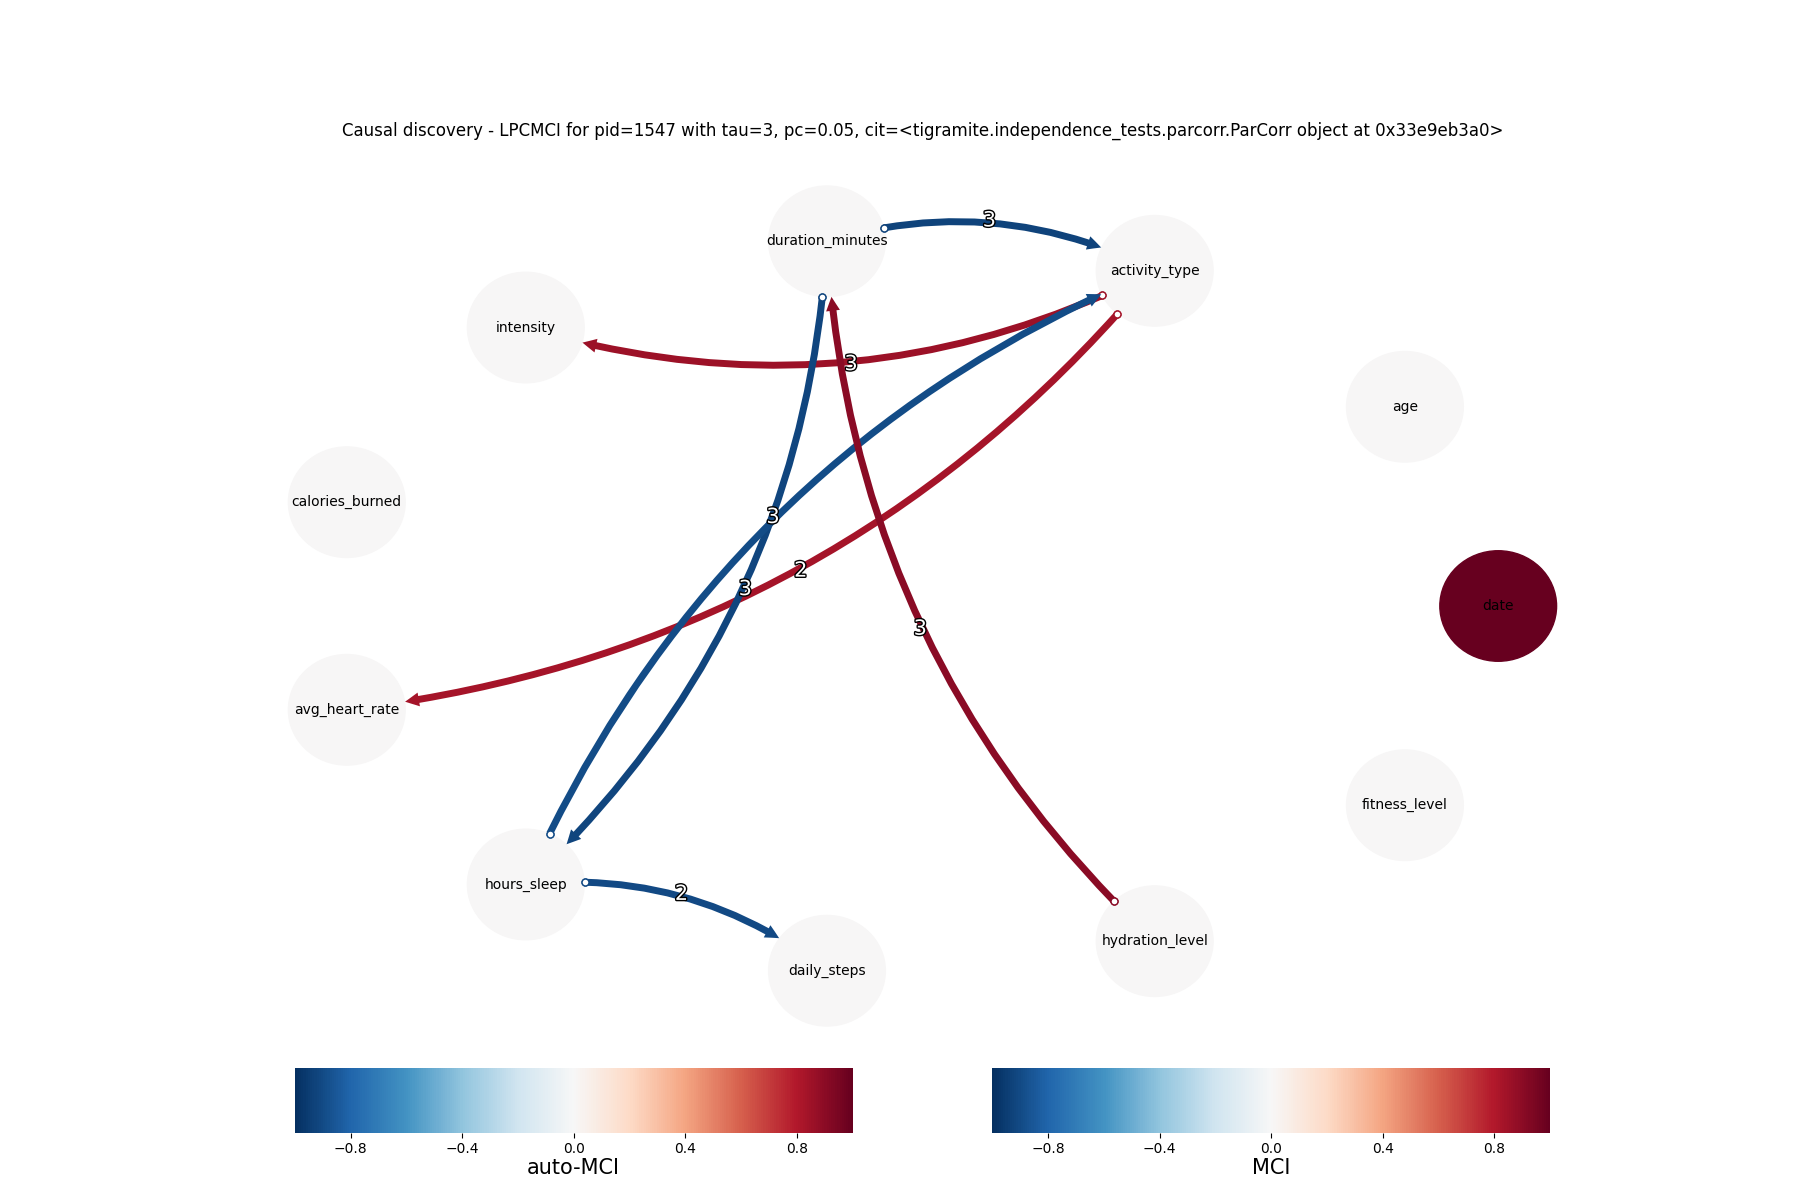 Causal discovery - LPCMCI for pid=1547 with tau=3, pc=0.05, cit=<tigramite.independence_tests.parcorr.ParCorr object at 0x33e9eb3a0>
3
duration_minutes
activity_type
intensity
3
age
calories_burned
3
2
3
date
3
avg_heart_rate
fitness_level
hours_sleep
2
hydration_level
daily_steps
−0.8 −0.4 0.0 0.4 0.8
auto-MCI
−0.8 −0.4 0.0 0.4 0.8
MCI